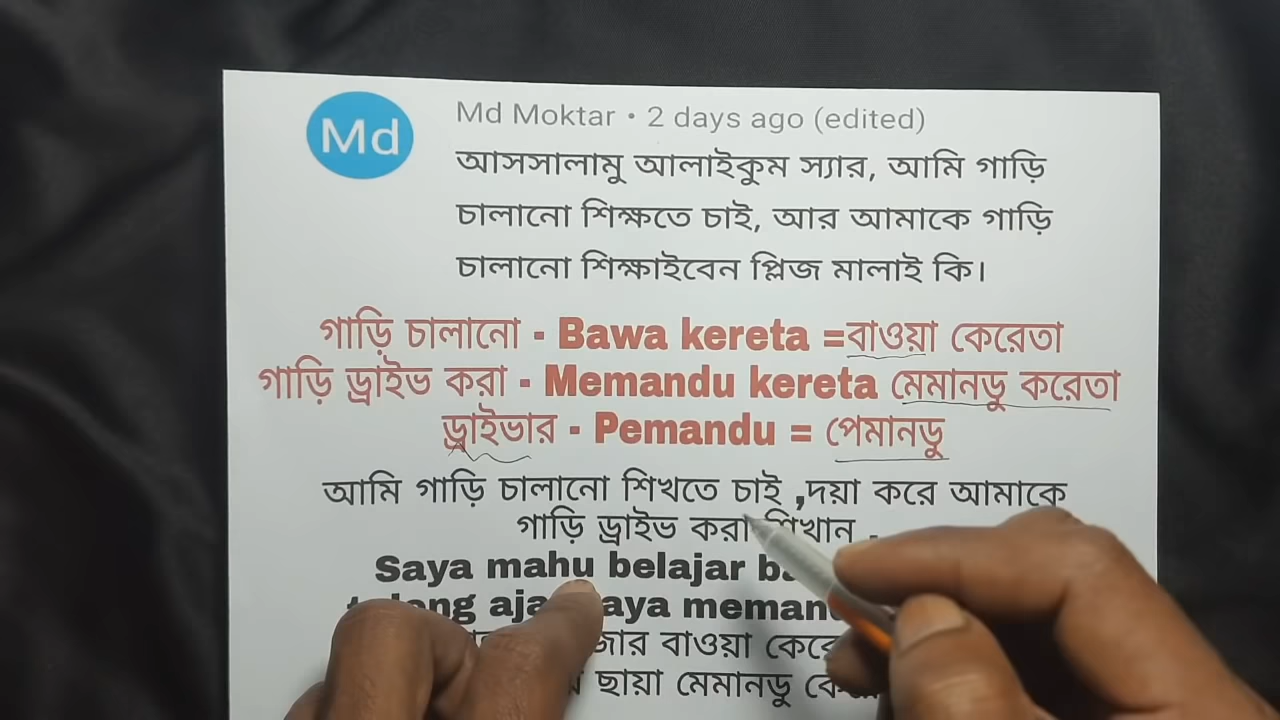 Md
Md Moktar • 2 days ago (edited)
আসসালামু আলাইকুম স্যার, আমি গাড়ি
চালানো শিক্ষতে চাই, আর আমাকে গাড়ি
চালানো শিক্ষাইবেন প্লিজ মালাই কি।
গাড়ি চালানো - Bawa kereta =বাওয়া কেরেতা
গাড়ি ড্রাইভ করা - Memandu kereta মেমানডু করেতা
ড্রাইভার - Pemandu = পেমানডু
আমি গাড়ি চালানো শিখতে চাই ,দয়া করে আমাকে
গাড়ি ড্রাইভ করা শিখান .
Saya mahu belajar
memandu
বাওয়া
ছায়া মেমানডু